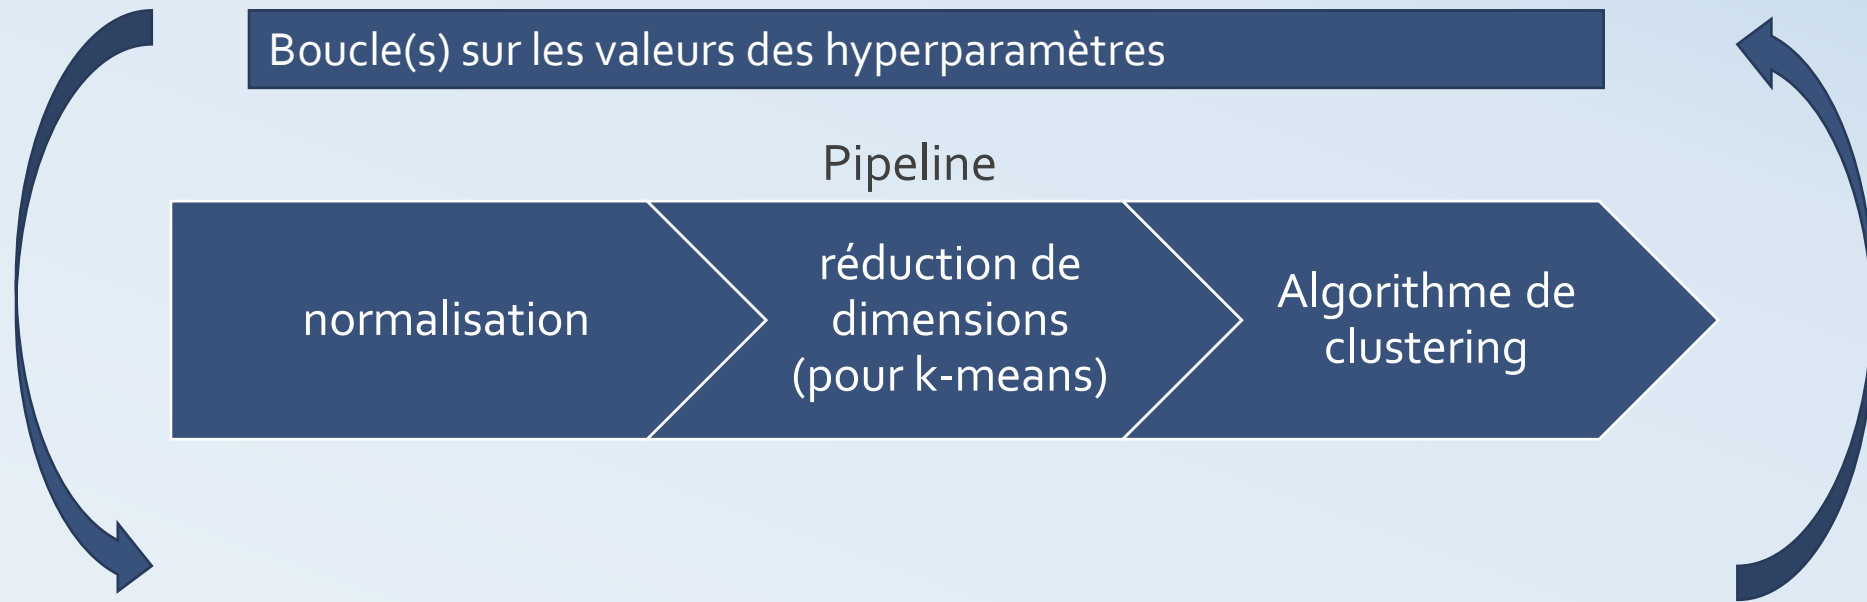 Boucle(s) sur les valeurs des hyperparamètres
Pipeline
normalisation
réduction de
dimensions
(pour k-means)
Algorithme de
clustering